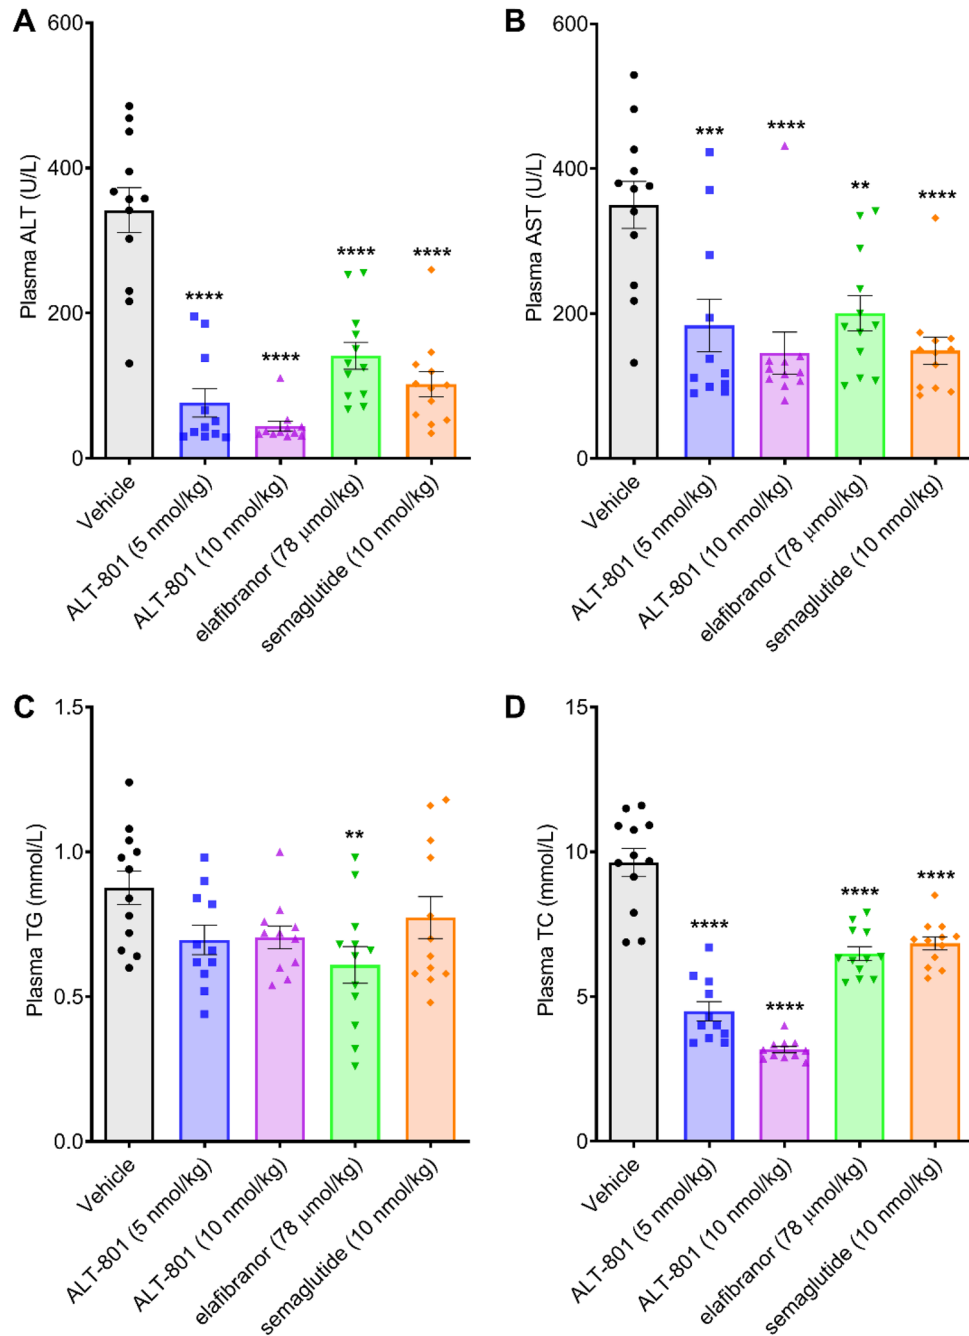 A
600
400
200
0
Plasma ALT (U/L)
****
****
****
****
Vehicle
ALT-801 (5 nmol/kg)
ALT-801 (10 nmol/kg)
elafibranor (78 μmol/kg)
semaglutide (10 nmol/kg)
B
600
400
200
0
Plasma AST (U/L)
***
****
**
****
Vehicle
ALT-801 (5 nmol/kg)
ALT-801 (10 nmol/kg)
elafibranor (78 μmol/kg)
semaglutide (10 nmol/kg)
C
1.5
1.0
0.5
0.0
Plasma TG (mmol/L)
**
Vehicle
ALT-801 (5 nmol/kg)
ALT-801 (10 nmol/kg)
elafibranor (78 μmol/kg)
semaglutide (10 nmol/kg)
D
15
10
5
0
Plasma TC (mmol/L)
****
****
****
****
Vehicle
ALT-801 (5 nmol/kg)
ALT-801 (10 nmol/kg)
elafibranor (78 μmol/kg)
semaglutide (10 nmol/kg)